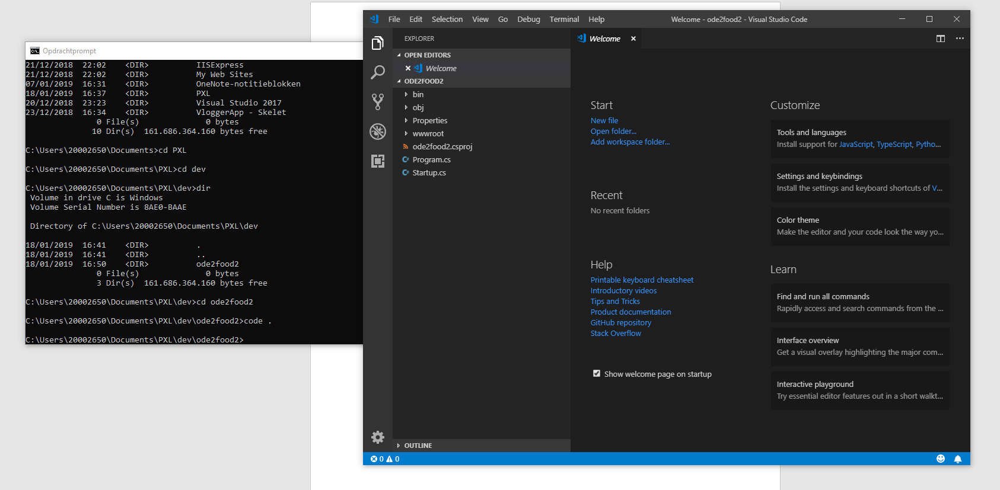 Opdrachtprompt
21/12/2018  22:02    <DIR>          IISExpress
21/12/2018  22:02    <DIR>          My Web Sites
07/01/2019  16:31    <DIR>          OneNote-notitieblokken
18/01/2019  16:37    <DIR>          PXL
20/12/2018  23:23    <DIR>          Visual Studio 2017
23/12/2018  16:34    <DIR>          VloggerApp - Skelet
0 File(s)              0 bytes
10 Dir(s)  161.686.364.160 bytes free
C:\Users\20002650\Documents>cd PXL
C:\Users\20002650\Documents\PXL>cd dev
C:\Users\20002650\Documents\PXL\dev>dir
Volume in drive C is Windows
Volume Serial Number is 8AE0-BAAE
Directory of C:\Users\20002650\Documents\PXL\dev
18/01/2019  16:41    <DIR>          .
18/01/2019  16:41    <DIR>          ..
18/01/2019  16:50    <DIR>          ode2food2
0 File(s)              0 bytes
3 Dir(s)  161.686.364.160 bytes free
C:\Users\20002650\Documents\PXL\dev>cd ode2food2
C:\Users\20002650\Documents\PXL\dev\ode2food2>code .
C:\Users\20002650\Documents\PXL\dev\ode2food2>
File Edit Selection View Go Debug Terminal Help
Welcome - ode2food2 - Visual Studio Code
EXPLORER
OPEN EDITORS
Welcome
ODE2FOOD2
bin
obj
Properties
wwwroot
ode2food2.csproj
Program.cs
Startup.cs
OUTLINE
Welcome
Start
New file
Open folder...
Add workspace folder...
Recent
No recent folders
Help
Printable keyboard cheatsheet
Introductory videos
Tips and Tricks
Product documentation
GitHub repository
Stack Overflow
Show welcome page on startup
Customize
Tools and languages
Install support for JavaScript, TypeScript, Pytho...
Settings and keybindings
Install the settings and keyboard shortcuts of V...
Color theme
Make the editor and your code look the way yo...
Learn
Find and run all commands
Rapidly access and search commands from the ...
Interface overview
Get a visual overlay highlighting the major com...
Interactive playground
Try essential editor features out in a short walkt...
0 0